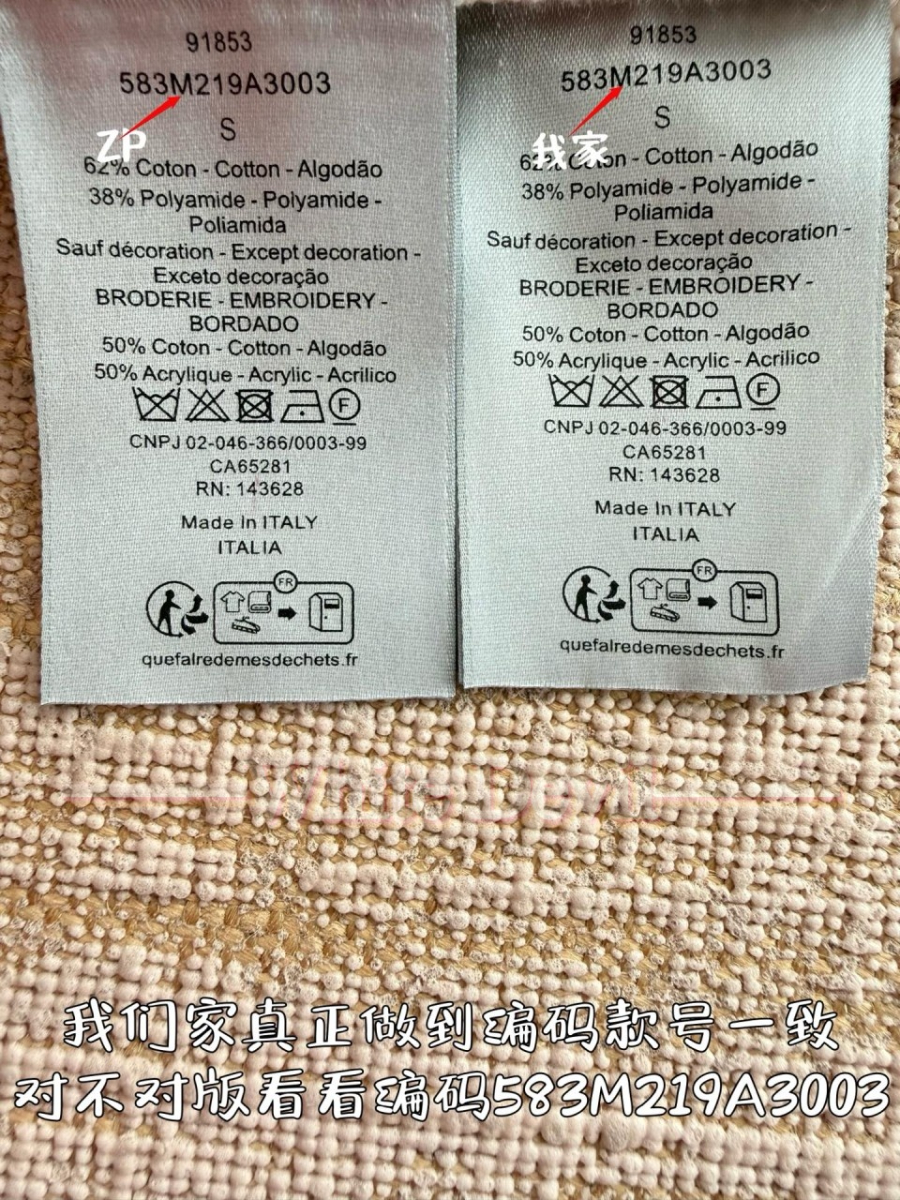 91853
583M219A3003
S
ZP
62% Coton - Cotton - Algodão
38% Polyamide - Polyamide -
Poliamida
Sauf décoration - Except decoration -
Exceto decoração
BRODERIE - EMBROIDERY -
BORDADO
50% Coton - Cotton - Algodão
50% Acrylique - Acrylic - Acrilico
F
CNPJ 02-046-366/0003-99
CA65281
RN: 143628
Made In ITALY
ITALIA
FR
quefalredemesdechets.fr
91853
583M219A3003
S
我家
62% Coton - Cotton - Algodão
38% Polyamide - Polyamide -
Poliamida
Sauf décoration - Except decoration -
Exceto decoração
BRODERIE - EMBROIDERY -
BORDADO
50% Coton - Cotton - Algodão
50% Acrylique - Acrylic - Acrilico
F
CNPJ 02-046-366/0003-99
CA65281
RN: 143628
Made In ITALY
ITALIA
FR
quefalredemesdechets.fr
我们家真正做到编码款号一致
对不对版看看编码583M219A3003